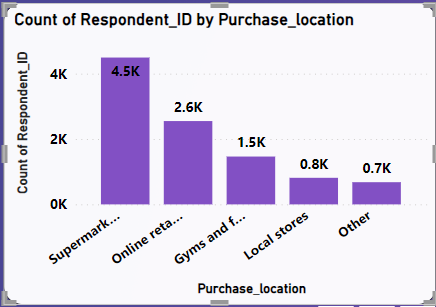 Count of Respondent_ID by Purchase_location
Count of Respondent_ID
4K
2K
0K
4.5K
2.6K
1.5K
0.8K
0.7K
Supermark...
Online reta...
Gyms and f...
Local stores
Other
Purchase_location